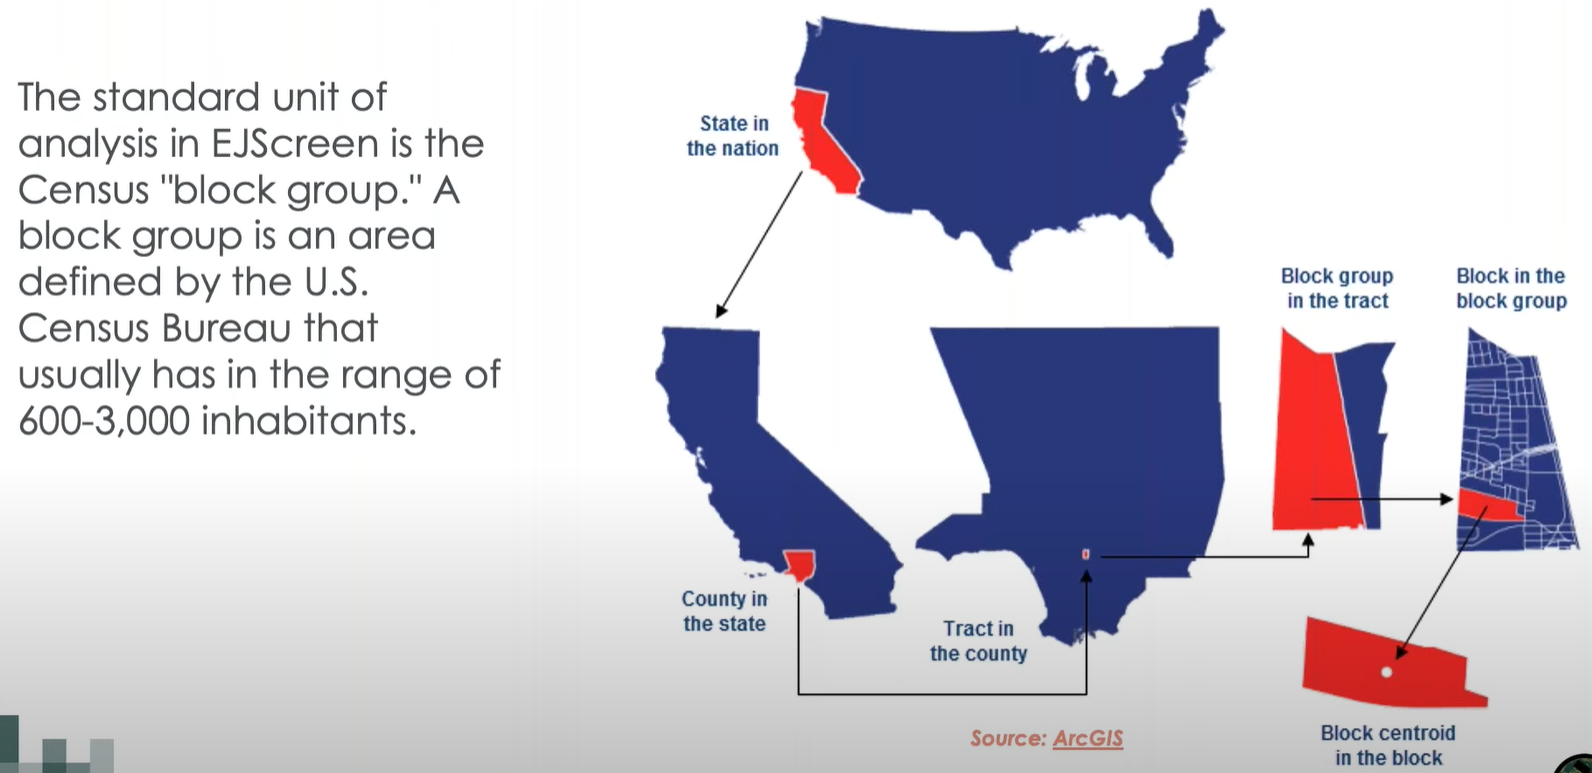 The standard unit of
analysis in EJScreen is the
Census "block group." A
block group is an area
defined by the U.S.
Census Bureau that
usually has in the range of
600-3,000 inhabitants.
State in
the nation
Block group
in the tract
Block in the
block group
County in
the state
Tract in
the county
Source: ArcGIS
Block centroid
in the block